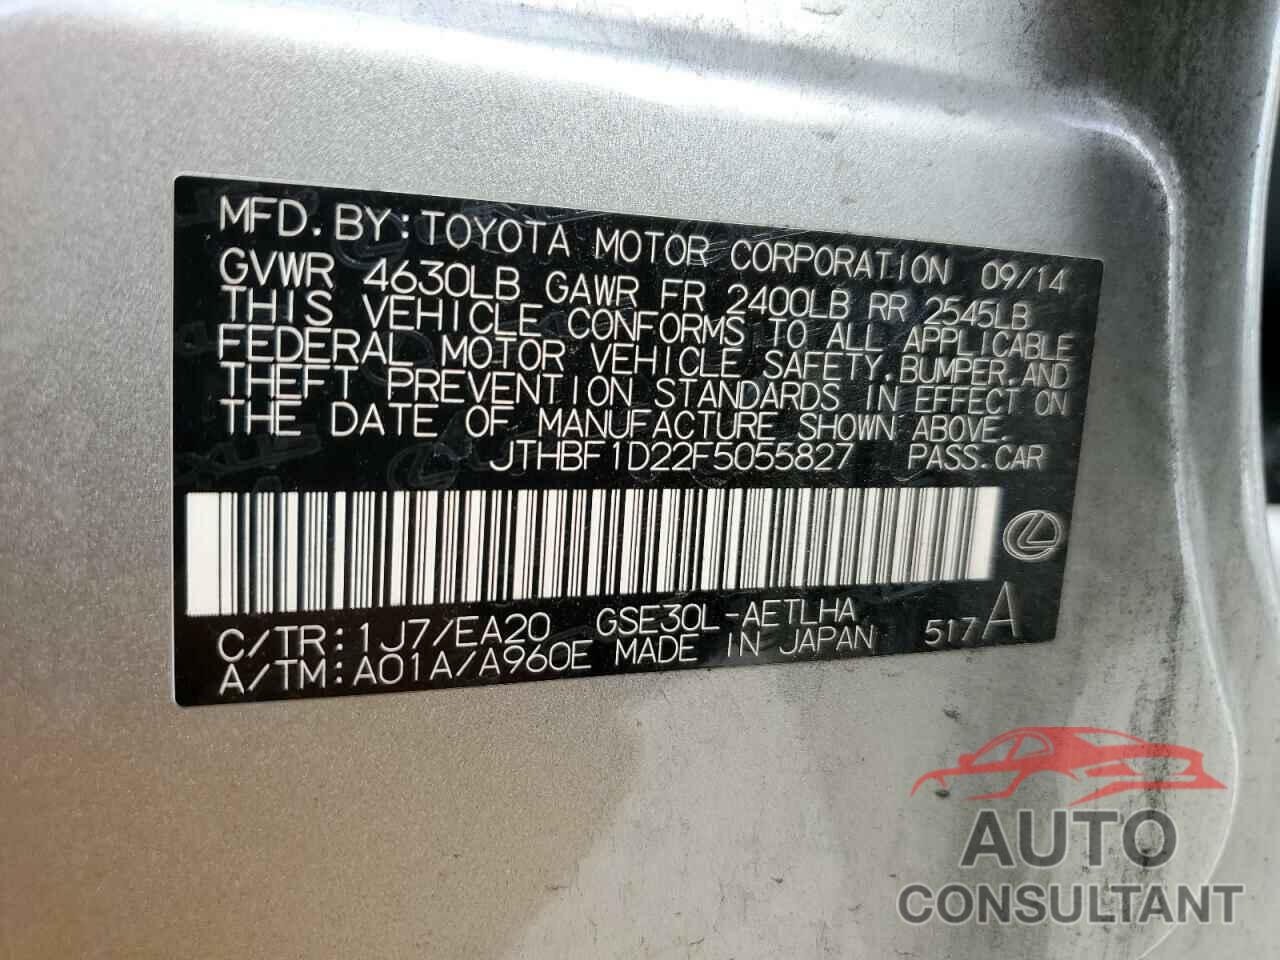 MFD. BY: TOYOTA MOTOR CORPORATION 09/14
GVWR 4630LB GAWR FR 2400LB RR 2545LB
THIS VEHICLE CONFORMS TO ALL APPLICABLE
FEDERAL MOTOR VEHICLE SAFETY, BUMPER, AND
THEFT PREVENTION STANDARDS IN EFFECT ON
THE DATE OF MANUFACTURE SHOWN ABOVE.
JTHBF1D22F5055827 PASS. CAR
C/TR: 1J7/EA20 GSE30L-AETLHA
A/TM: A01A/A960E MADE IN JAPAN 517A
AUTO
CONSULTANT